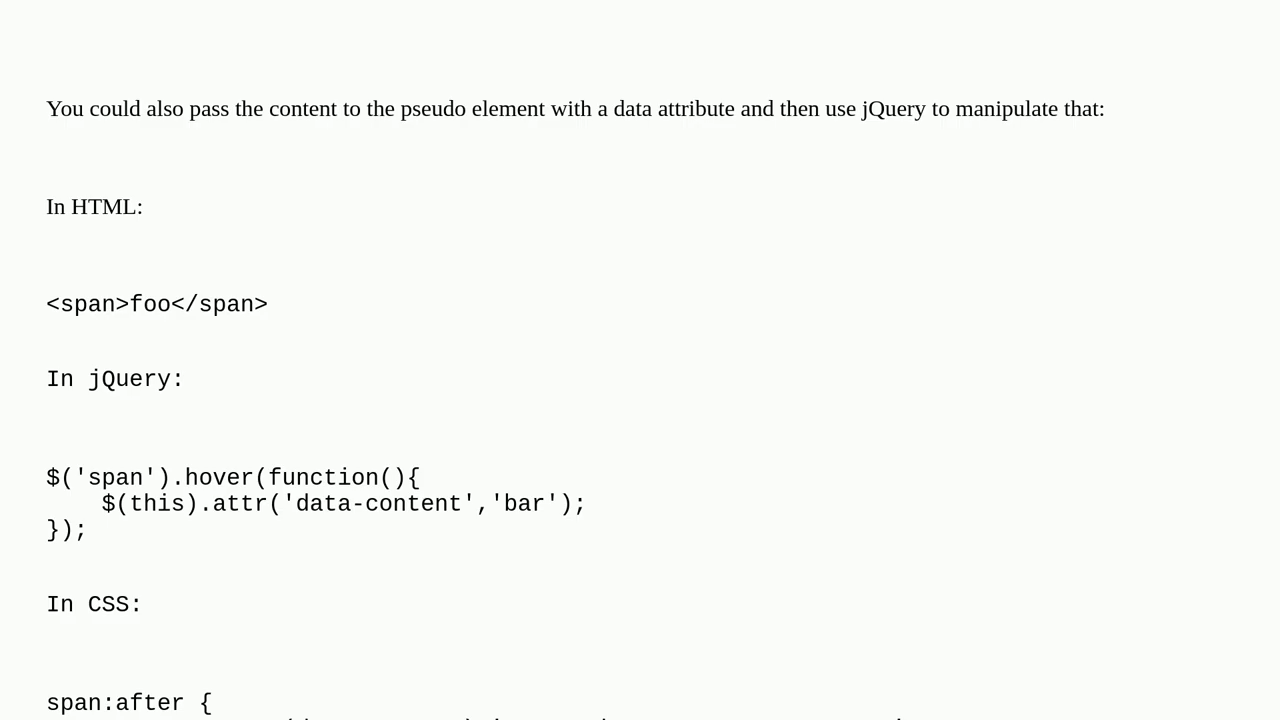 You could also pass the content to the pseudo element with a data attribute and then use jQuery to manipulate that:
In HTML:
<span>foo</span>
In jQuery:
$('span').hover(function(){
    $(this).attr('data-content','bar');
});
In CSS:
span:after {